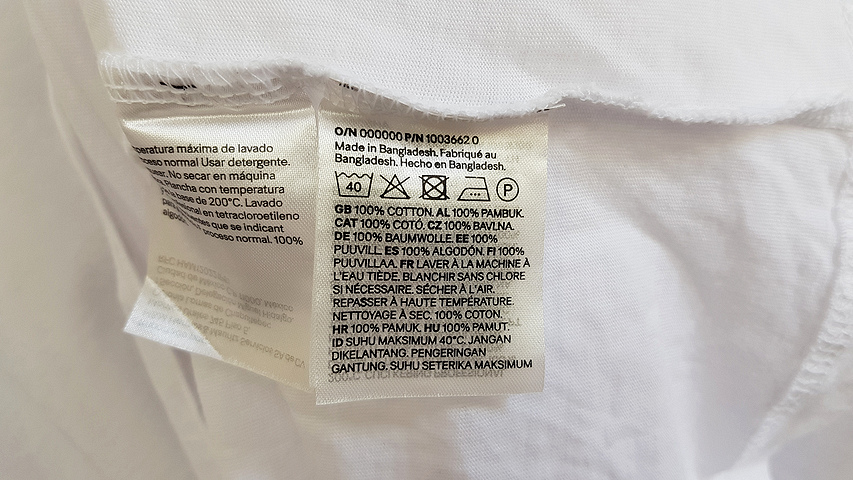 máxima de lavado
normal Usar detergente.
No secar en máquina
Plancha con temperatura
la base de 200°C. Lavado
en tetracloroetileno
que se indican
proceso normal. 100%
O/N 000000 P/N 1003662 0
Made in Bangladesh. Fabriqué au
Bangladesh. Hecho en Bangladesh.
40 P
GB 100% COTTON. AL 100% PAMBUK.
CAT 100% COTÓ. CZ 100% BAVLNA.
DE 100% BAUMWOLLE. EE 100%
PUUVILL. ES 100% ALGODÓN. FI 100%
PUUVILLAA. FR LAVER À LA MACHINE À
L'EAU TIÈDE, BLANCHIR SANS CHLORE
SI NÉCESSAIRE. SÉCHER À L'AIR.
REPASSER À HAUTE TEMPÉRATURE.
NETTOYAGE À SEC. 100% COTON.
HR 100% PAMUK. HU 100% PAMUT.
ID SUHU MAKSIMUM 40°C. JANGAN
DIKELANTANG. PENGERINGAN
GANTUNG. SUHU SETERIKA MAKSIMUM